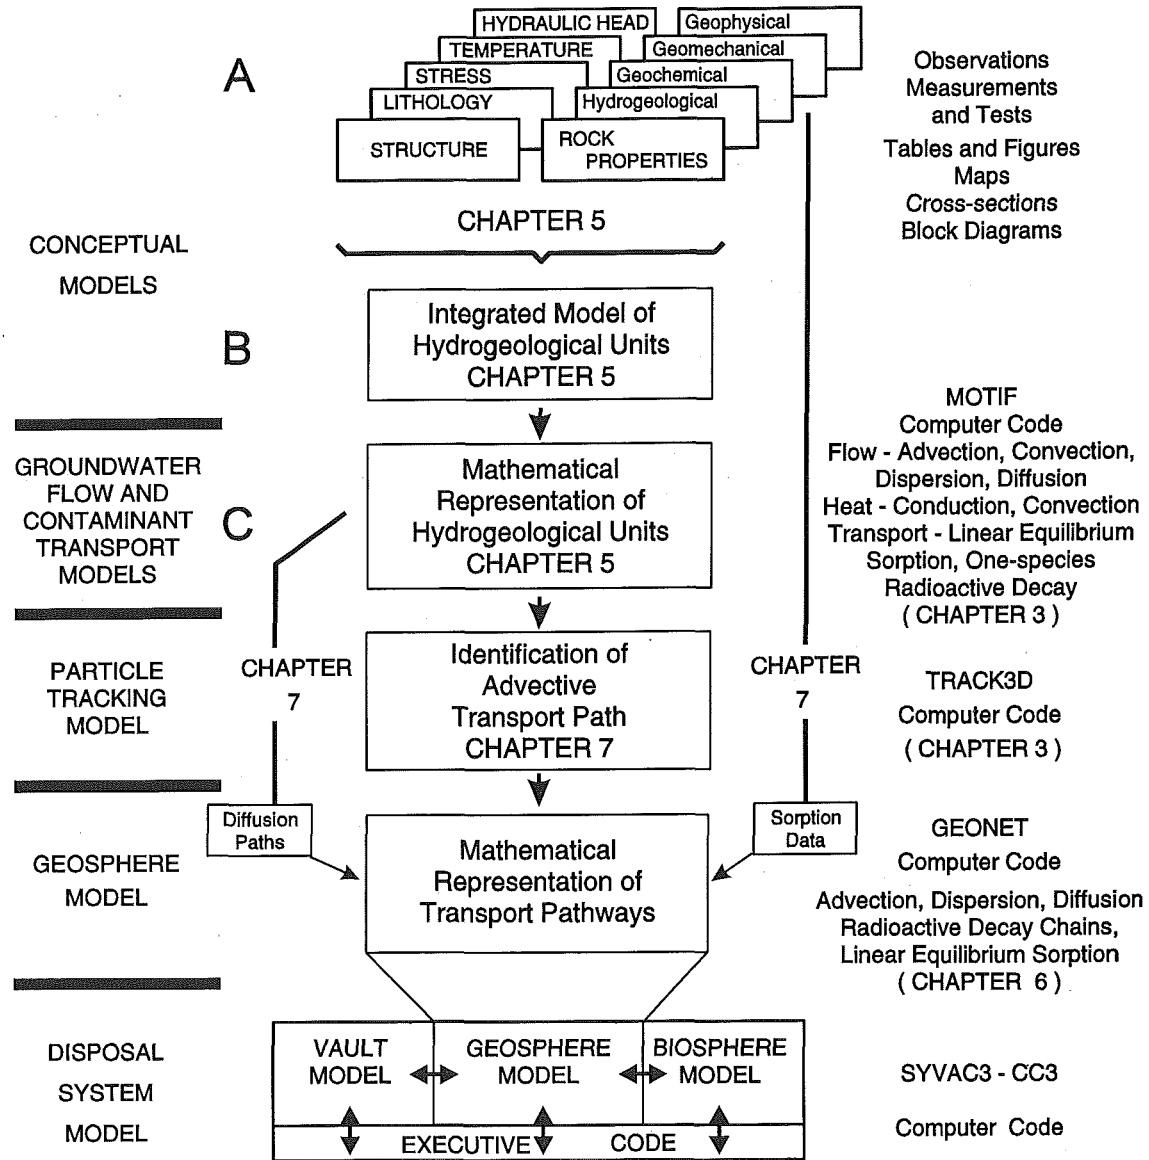 HYDRAULIC HEAD
Geophysical
TEMPERATURE
Geomechanical
STRESS
Geochemical
LITHOLOGY
Hydrogeological
STRUCTURE
ROCK
PROPERTIES
A
Observations
Measurements
and Tests
Tables and Figures
Maps
Cross-sections
Block Diagrams
CHAPTER 5
CONCEPTUAL
MODELS
B
Integrated Model of
Hydrogeological Units
CHAPTER 5
GROUNDWATER
FLOW AND
CONTAMINANT
TRANSPORT
MODELS
C
Mathematical
Representation of
Hydrogeological Units
CHAPTER 5
MOTIF
Computer Code
Flow - Advection, Convection,
Dispersion, Diffusion
Heat - Conduction, Convection
Transport - Linear Equilibrium
Sorption, One-species
Radioactive Decay
( CHAPTER 3 )
PARTICLE
TRACKING
MODEL
CHAPTER
7
Identification of
Advective
Transport Path
CHAPTER 7
CHAPTER
7
TRACK3D
Computer Code
( CHAPTER 3 )
GEOSPHERE
MODEL
Diffusion
Paths
Mathematical
Representation of
Transport Pathways
Sorption
Data
GEONET
Computer Code
Advection, Dispersion, Diffusion
Radioactive Decay Chains,
Linear Equilibrium Sorption
( CHAPTER 6 )
DISPOSAL
SYSTEM
MODEL
VAULT
MODEL
GEOSPHERE
MODEL
BIOSPHERE
MODEL
EXECUTIVE CODE
SYVAC3 - CC3
Computer Code